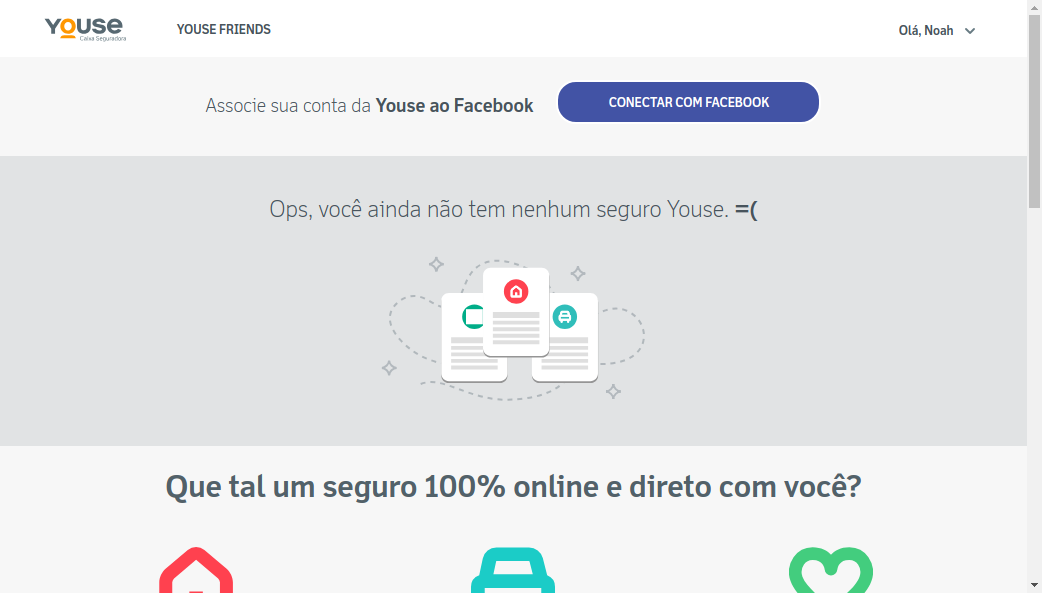 Youse
Caixa Seguradora
YOUSE FRIENDS
Olá, Noah
Associe sua conta da Youse ao Facebook
CONECTAR COM FACEBOOK
Ops, você ainda não tem nenhum seguro Youse. =(
Que tal um seguro 100% online e direto com você?